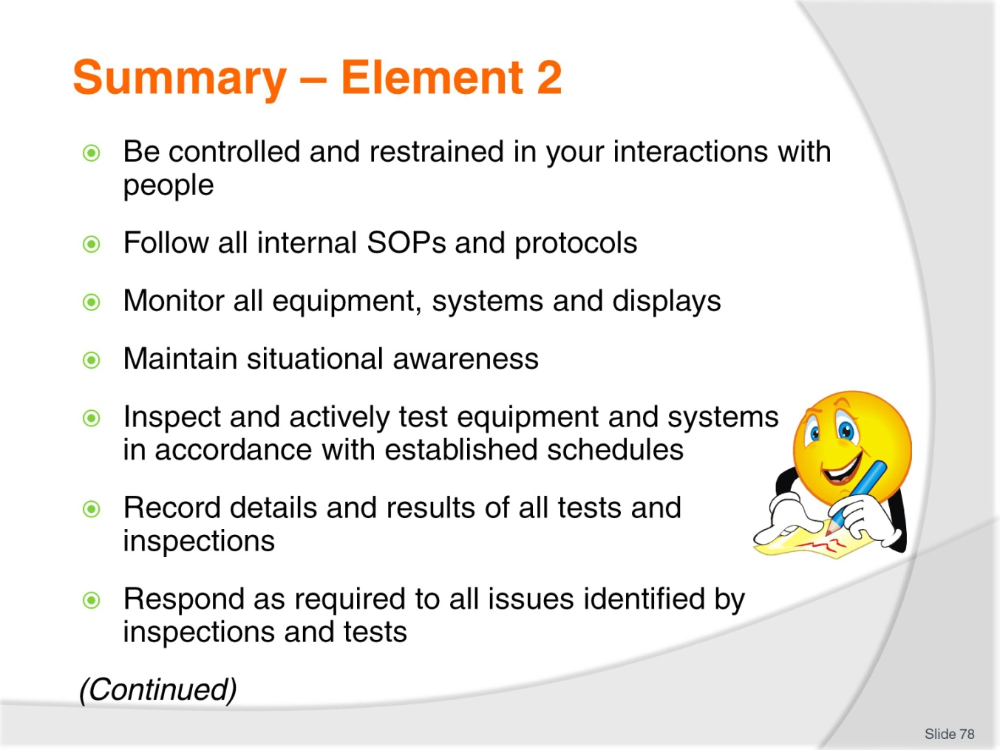 Summary – Element 2
Be controlled and restrained in your interactions with
people
Follow all internal SOPs and protocols
Monitor all equipment, systems and displays
Maintain situational awareness
Inspect and actively test equipment and systems
in accordance with established schedules
Record details and results of all tests and
inspections
Respond as required to all issues identified by
inspections and tests
(Continued)
Slide 78